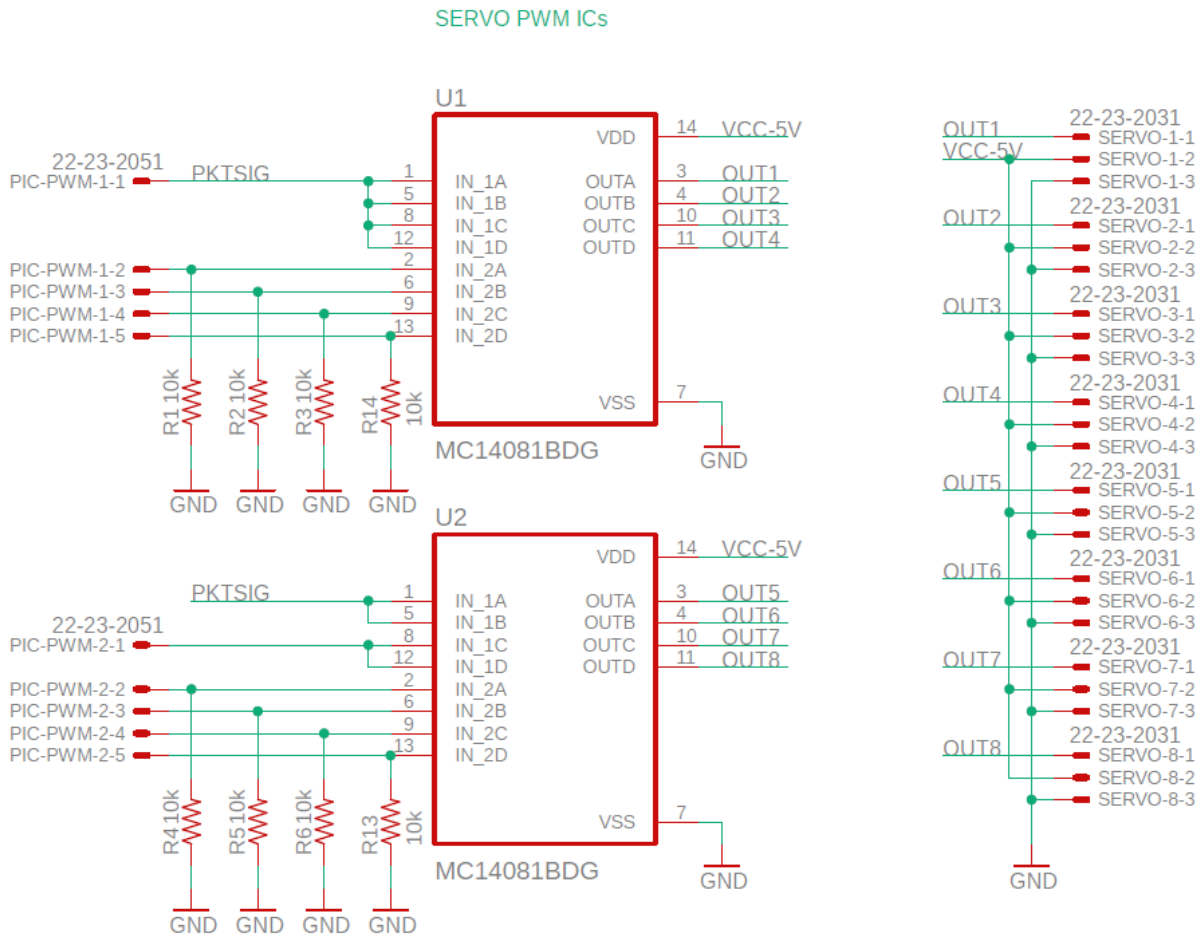 SERVO PWM ICs
U1
VDD 14 VCC-5V
22-23-2051
PIC-PWM-1-1 PKTSIG 1 IN_1A OUTA 3 OUT1
5 IN_1B OUTB 4 OUT2
8 IN_1C OUTC 10 OUT3
12 IN_1D OUTD 11 OUT4
PIC-PWM-1-2 2 IN_2A
PIC-PWM-1-3 6 IN_2B
PIC-PWM-1-4 9 IN_2C
PIC-PWM-1-5 13 IN_2D
R1 10k R2 10k R3 10k R14 10k
VSS 7
GND
MC14081BDG
GND GND GND GND
U2
VDD 14 VCC-5V
PKTSIG 1 IN_1A OUTA 3 OUT5
5 IN_1B OUTB 4 OUT6
22-23-2051
PIC-PWM-2-1 8 IN_1C OUTC 10 OUT7
12 IN_1D OUTD 11 OUT8
PIC-PWM-2-2 2 IN_2A
PIC-PWM-2-3 6 IN_2B
PIC-PWM-2-4 9 IN_2C
PIC-PWM-2-5 13 IN_2D
R4 10k R5 10k R6 10k R13 10k
VSS 7
GND
MC14081BDG
GND GND GND GND
22-23-2031
OUT1 SERVO-1-1
VCC-5V SERVO-1-2
SERVO-1-3
22-23-2031
OUT2 SERVO-2-1
SERVO-2-2
SERVO-2-3
22-23-2031
OUT3 SERVO-3-1
SERVO-3-2
SERVO-3-3
22-23-2031
OUT4 SERVO-4-1
SERVO-4-2
SERVO-4-3
22-23-2031
OUT5 SERVO-5-1
SERVO-5-2
SERVO-5-3
22-23-2031
OUT6 SERVO-6-1
SERVO-6-2
SERVO-6-3
22-23-2031
OUT7 SERVO-7-1
SERVO-7-2
SERVO-7-3
22-23-2031
OUT8 SERVO-8-1
SERVO-8-2
SERVO-8-3
GND